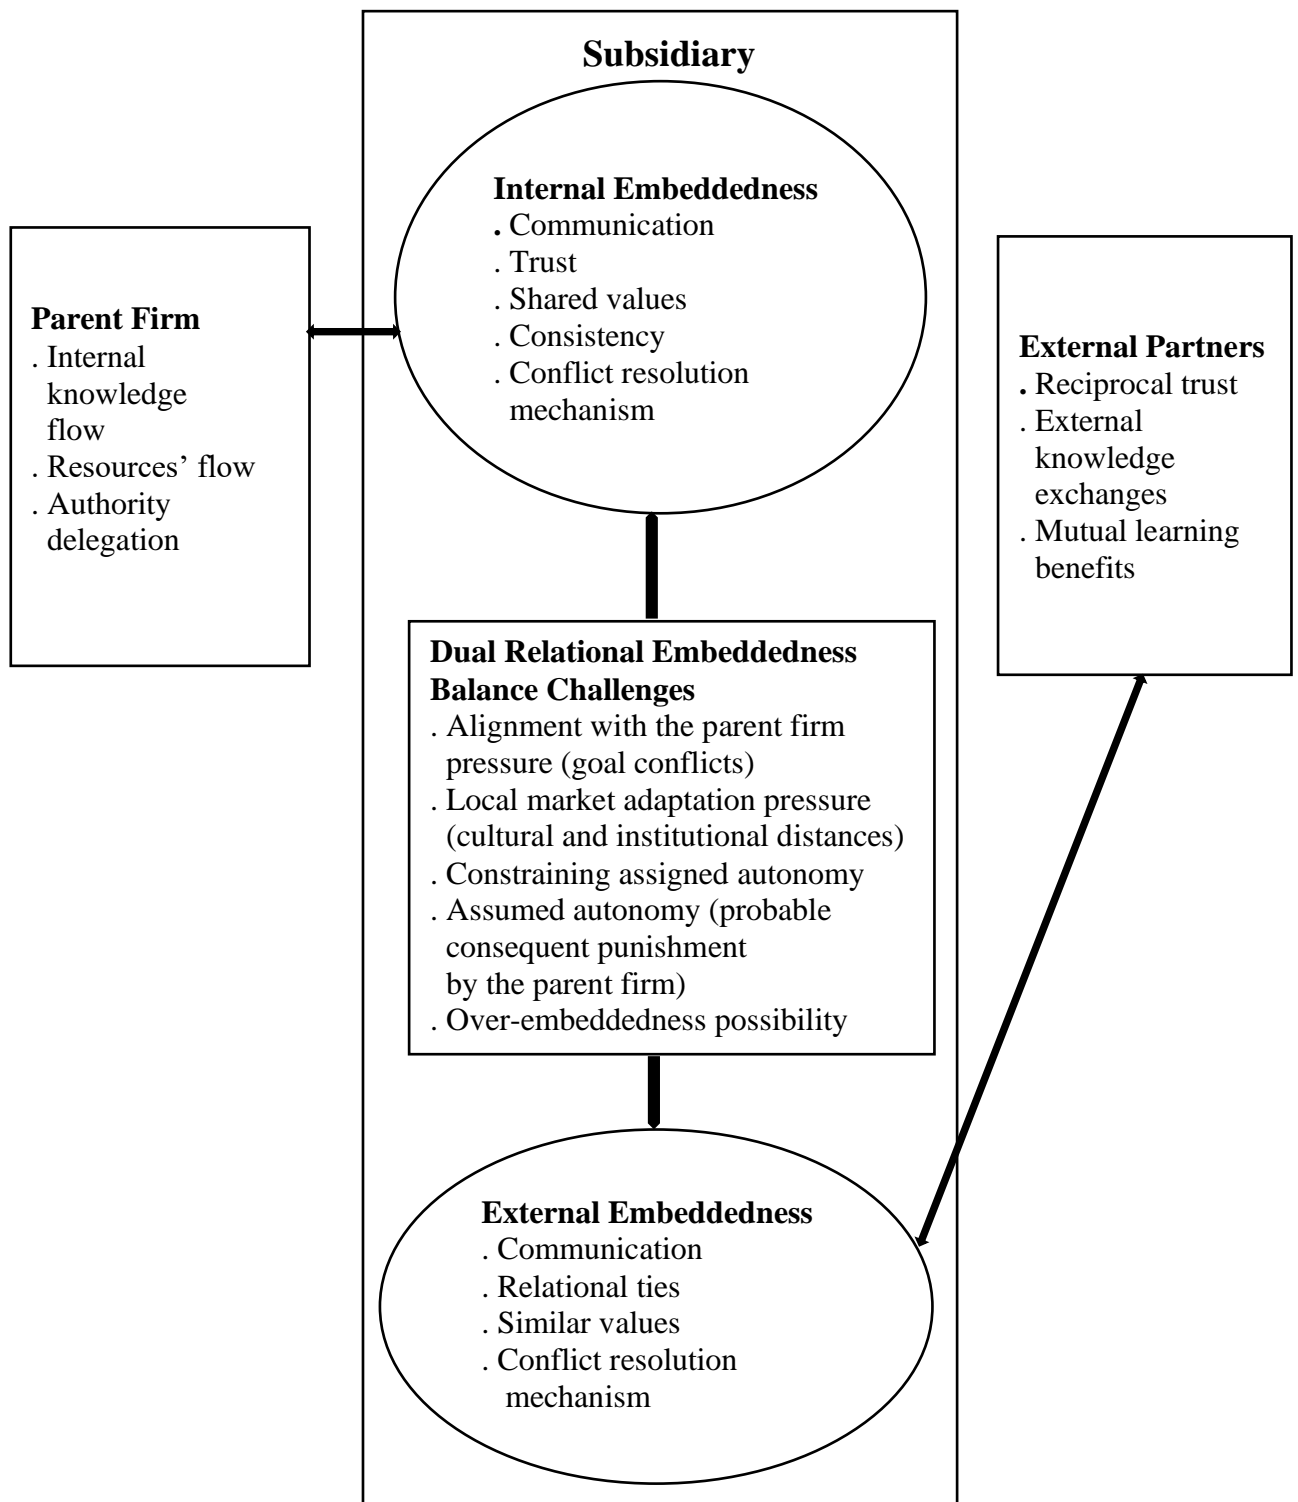 Subsidiary
Internal Embeddedness
. Communication
. Trust
. Shared values
. Consistency
. Conflict resolution
mechanism
Parent Firm
. Internal
knowledge
flow
. Resources’ flow
. Authority
delegation
External Partners
. Reciprocal trust
. External
knowledge
exchanges
. Mutual learning
benefits
Dual Relational Embeddedness
Balance Challenges
. Alignment with the parent firm
pressure (goal conflicts)
. Local market adaptation pressure
(cultural and institutional distances)
. Constraining assigned autonomy
. Assumed autonomy (probable
consequent punishment
by the parent firm)
. Over-embeddedness possibility
External Embeddedness
. Communication
. Relational ties
. Similar values
. Conflict resolution
mechanism